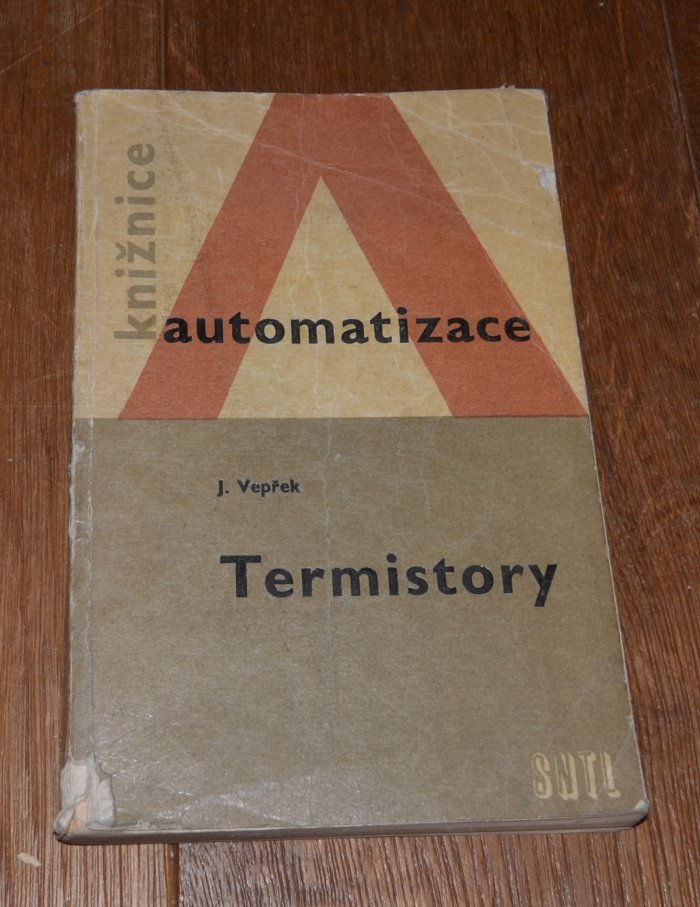 knižnice
automatizace
J. Vepřek
Termistory
SNTL